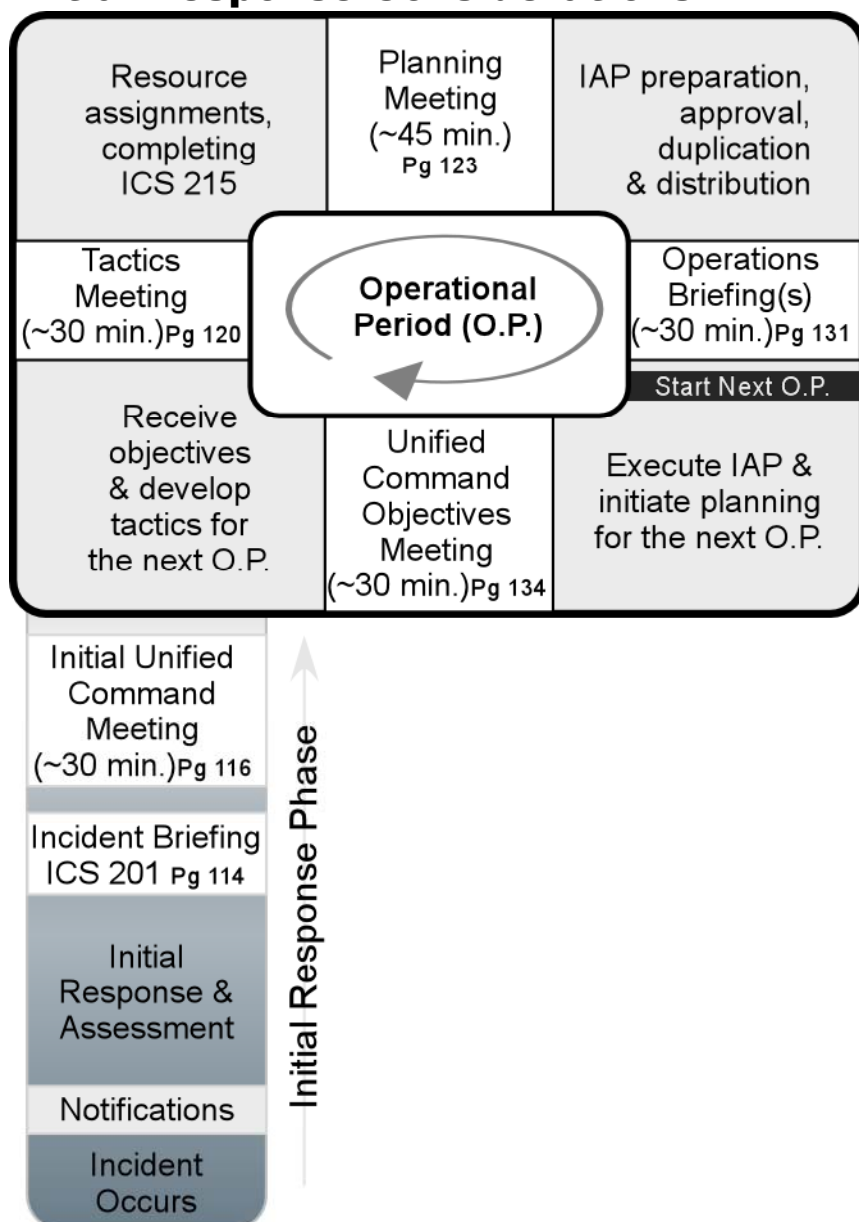 Resource
assignments,
completing
ICS 215
Planning
Meeting
(~45 min.)
Pg 123
IAP preparation,
approval,
duplication
& distribution
Tactics
Meeting
(~30 min.)Pg 120
Operational
Period (O.P.)
Operations
Briefing(s)
(~30 min.)Pg 131
Start Next O.P.
Receive
objectives
& develop
tactics for
the next O.P.
Unified
Command
Objectives
Meeting
(~30 min.)Pg 134
Execute IAP &
initiate planning
for the next O.P.
Initial Unified
Command
Meeting
(~30 min.)Pg 116
Incident Briefing
ICS 201 Pg 114
Initial
Response &
Assessment
Notifications
Incident
Occurs
Initial Response Phase